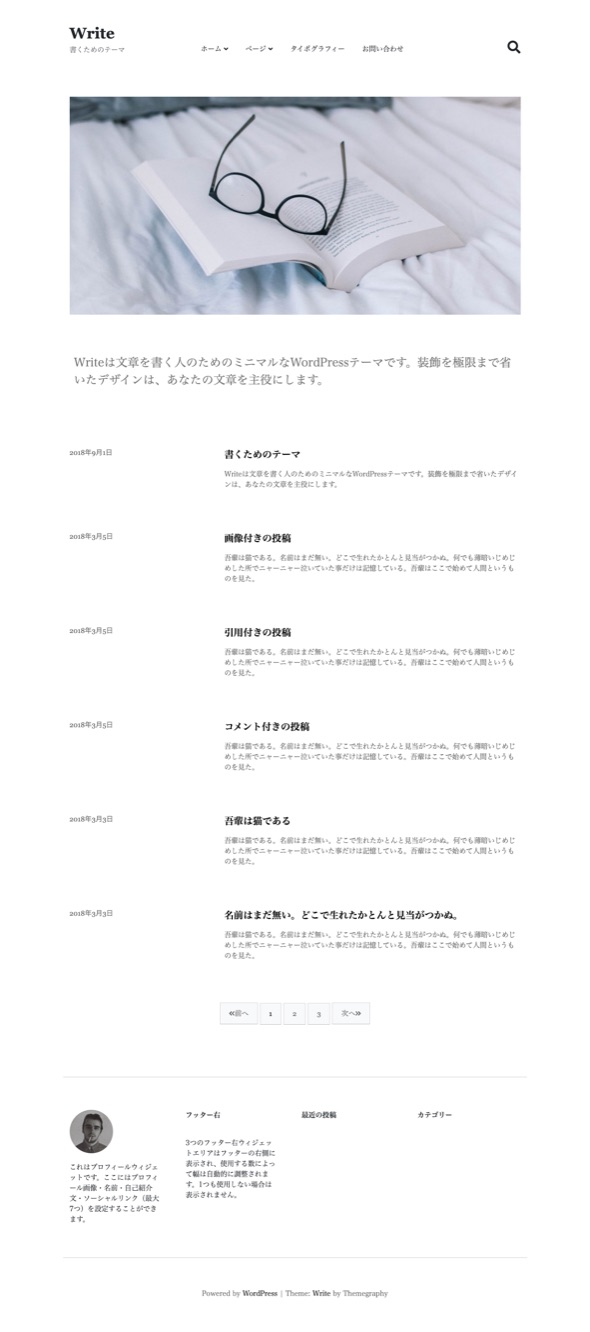 Write
書くためのテーマ
ホーム ページ タイポグラフィー お問い合わせ
Writeは文章を書く人のためのミニマルなWordPressテーマです。装飾を極限まで省
いたデザインは、あなたの文章を主役にします。
2018年9月1日
書くためのテーマ
Writeは文章を書く人のためのミニマルなWordPressテーマです。装飾を極限まで省いたデザイ
ンは、あなたの文章を主役にします。
2018年3月5日
画像付きの投稿
吾輩は猫である。名前はまだ無い。どこで生れたかとんと見当がつかぬ。何でも薄暗いじめじ
めした所でニャーニャー泣いていた事だけは記憶している。吾輩はここで始めて人間というも
のを見た。
2018年3月5日
引用付きの投稿
吾輩は猫である。名前はまだ無い。どこで生れたかとんと見当がつかぬ。何でも薄暗いじめじ
めした所でニャーニャー泣いていた事だけは記憶している。吾輩はここで始めて人間というも
のを見た。
2018年3月5日
コメント付きの投稿
吾輩は猫である。名前はまだ無い。どこで生れたかとんと見当がつかぬ。何でも薄暗いじめじ
めした所でニャーニャー泣いていた事だけは記憶している。吾輩はここで始めて人間というも
のを見た。
2018年3月3日
吾輩は猫である
吾輩は猫である。名前はまだ無い。どこで生れたかとんと見当がつかぬ。何でも薄暗いじめじ
めした所でニャーニャー泣いていた事だけは記憶している。吾輩はここで始めて人間というも
のを見た。
2018年3月3日
名前はまだ無い。どこで生れたかとんと見当がつかぬ。
吾輩は猫である。名前はまだ無い。どこで生れたかとんと見当がつかぬ。何でも薄暗いじめじ
めした所でニャーニャー泣いていた事だけは記憶している。吾輩はここで始めて人間というも
のを見た。
«前へ 1 2 3 次へ»
これはプロフィールウィジェ
ットです。ここにはプロフィ
ール画像・名前・自己紹介
文・ソーシャルリンク（最大
7つ）を設定することができ
ます。
フッター右
3つのフッター右ウィジェッ
トエリアはフッターの右側に
表示され、使用する数によっ
て幅は自動的に調整されま
す。1つも使用しない場合は
表示されません。
最近の投稿
カテゴリー
Powered by WordPress | Theme: Write by Themegraphy